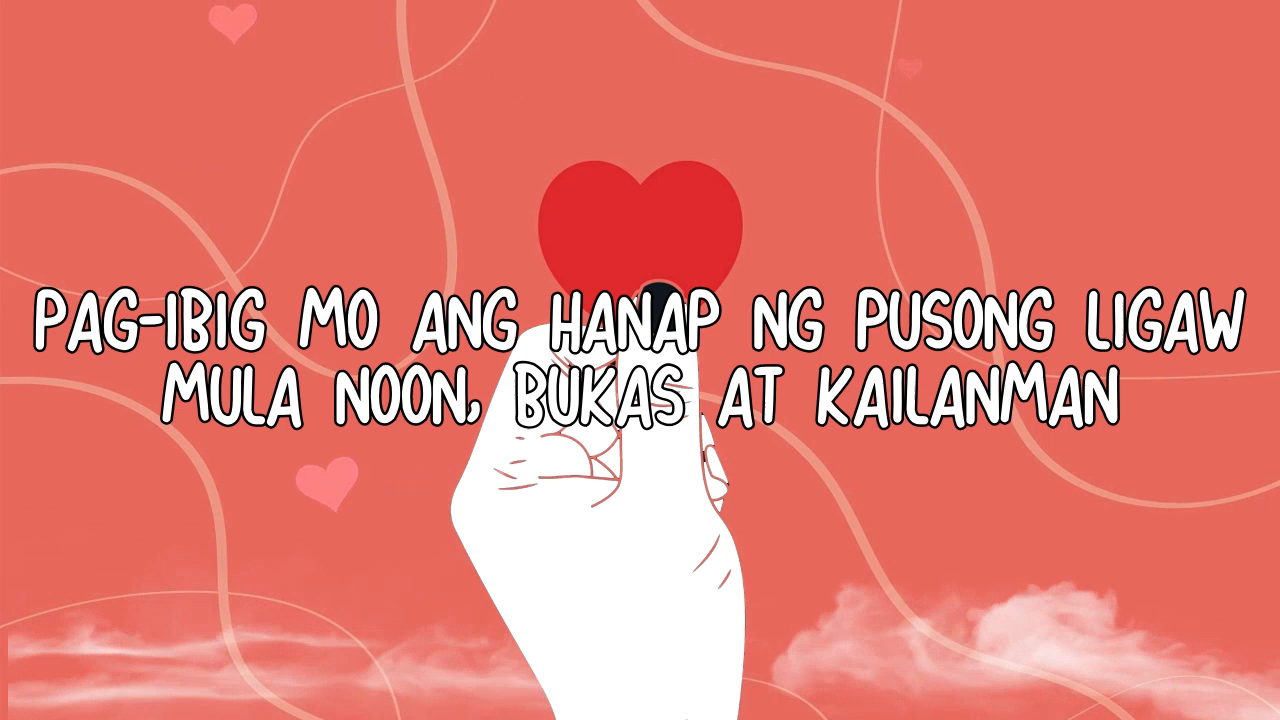 PAG-IBIG MO ANG HANAP NG PUSONG LIGAW
MULA NOON, BUKAS AT KAILANMAN